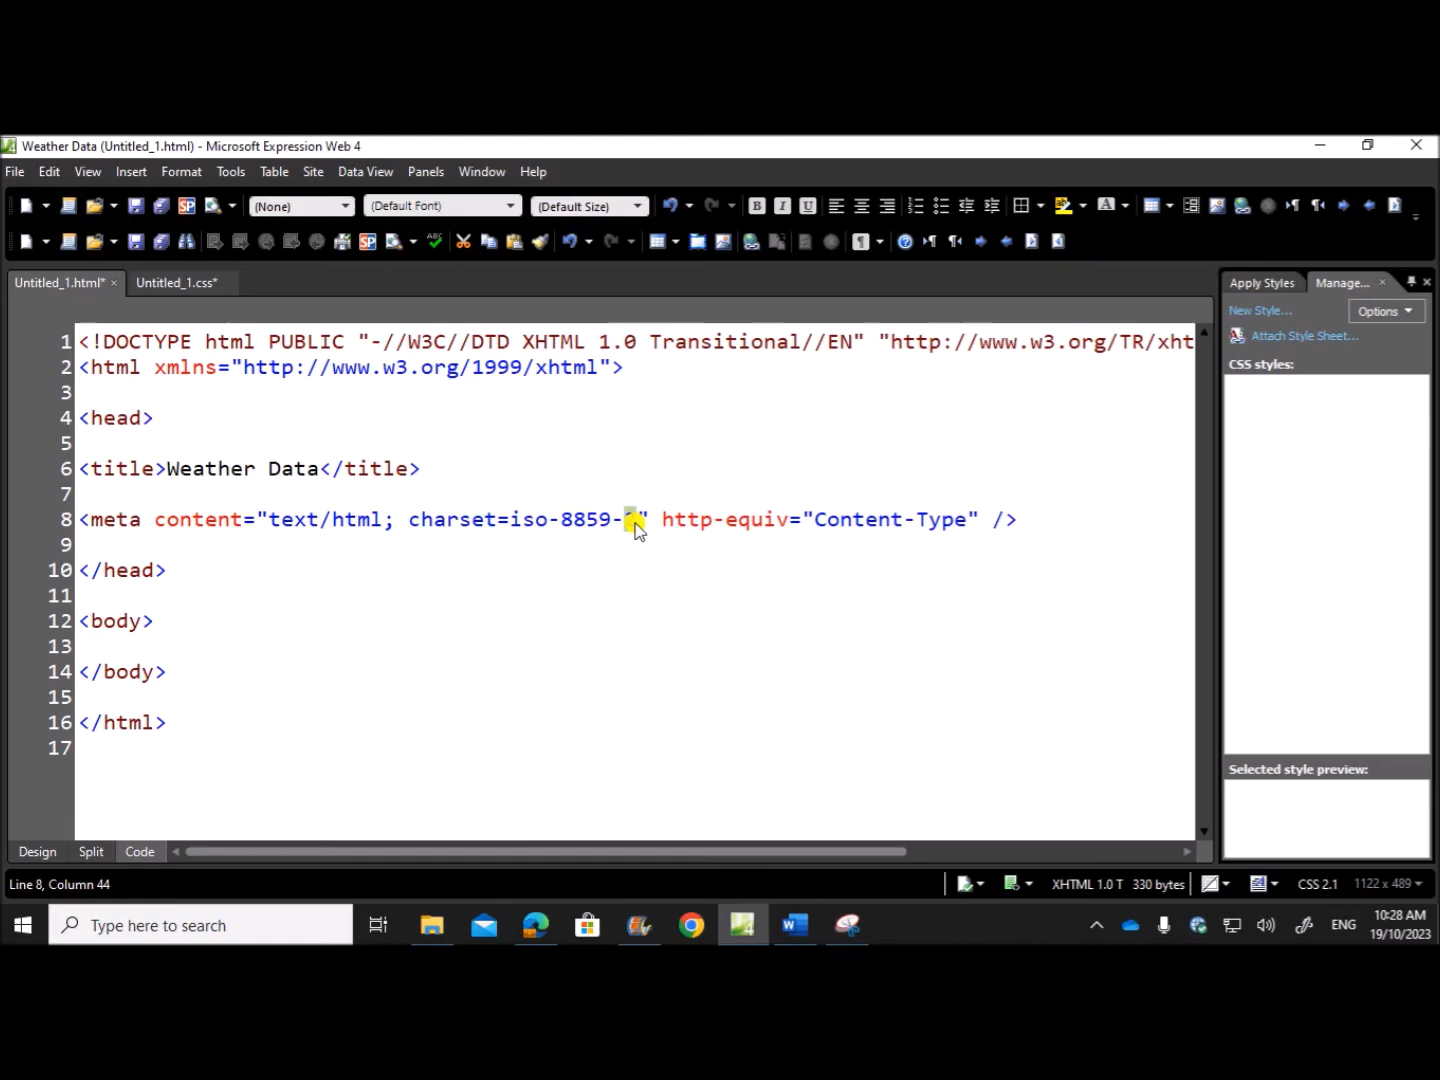 Weather Data (Untitled_1.html) - Microsoft Expression Web 4
File Edit View Insert Format Tools Table Site Data View Panels Window Help
(None) (Default Font) (Default Size)
Untitled_1.html* Untitled_1.css*
Apply Styles Manage...
New Style... Options
Attach Style Sheet...
CSS styles:
1 <!DOCTYPE html PUBLIC "-//W3C//DTD XHTML 1.0 Transitional//EN" "http://www.w3.org/TR/xht
2 <html xmlns="http://www.w3.org/1999/xhtml">
3
4 <head>
5
6 <title>Weather Data</title>
7
8 <meta content="text/html; charset=iso-8859- " http-equiv="Content-Type" />
9
10 </head>
11
12 <body>
13
14 </body>
15
16 </html>
17
Selected style preview:
Design Split Code
Line 8, Column 44
XHTML 1.0 T 330 bytes CSS 2.1 1122 x 489
Type here to search
ENG
10:28 AM
19/10/2023